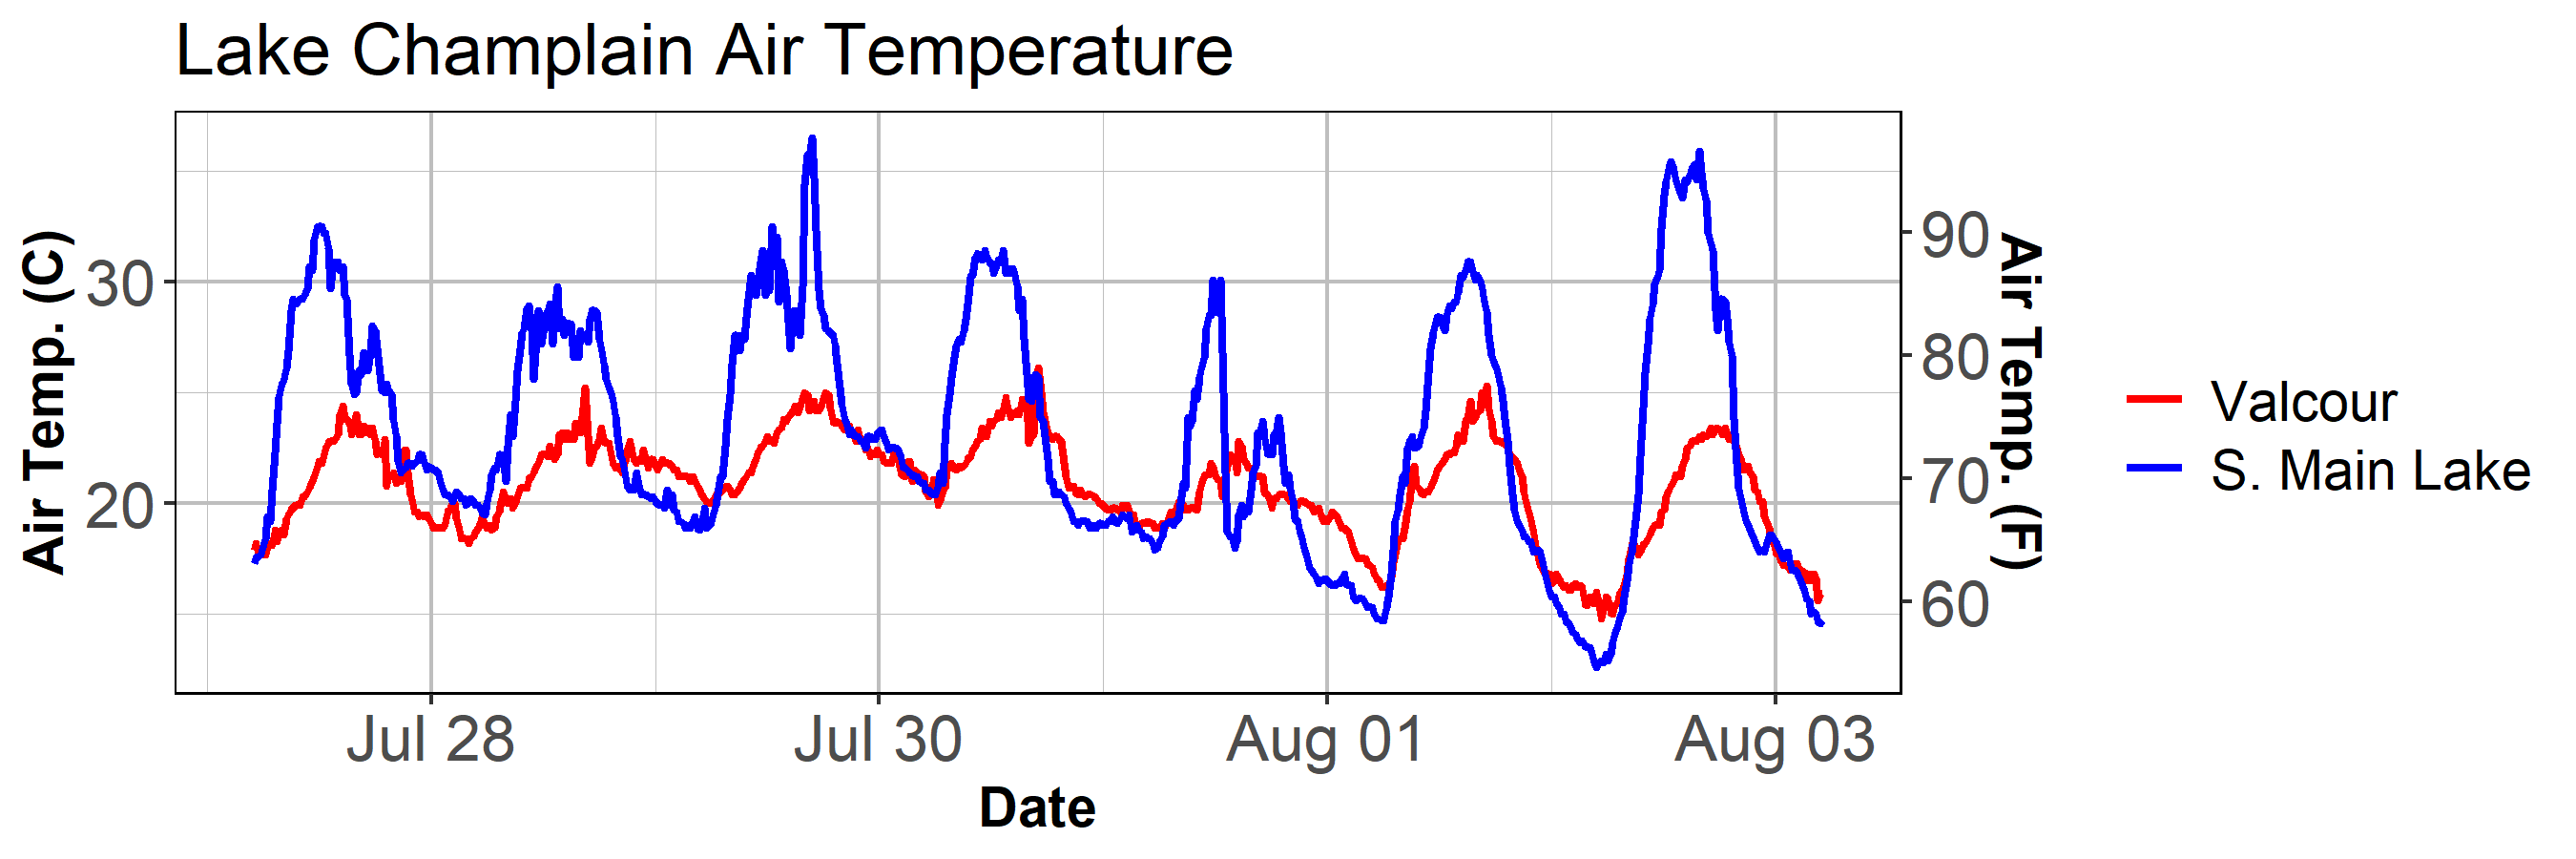 Lake Champlain Air Temperature
Air Temp. (C)
30
20
90
80
70
60
Air Temp. (F)
Jul 28
Jul 30
Aug 01
Aug 03
Date
Valcour
S. Main Lake